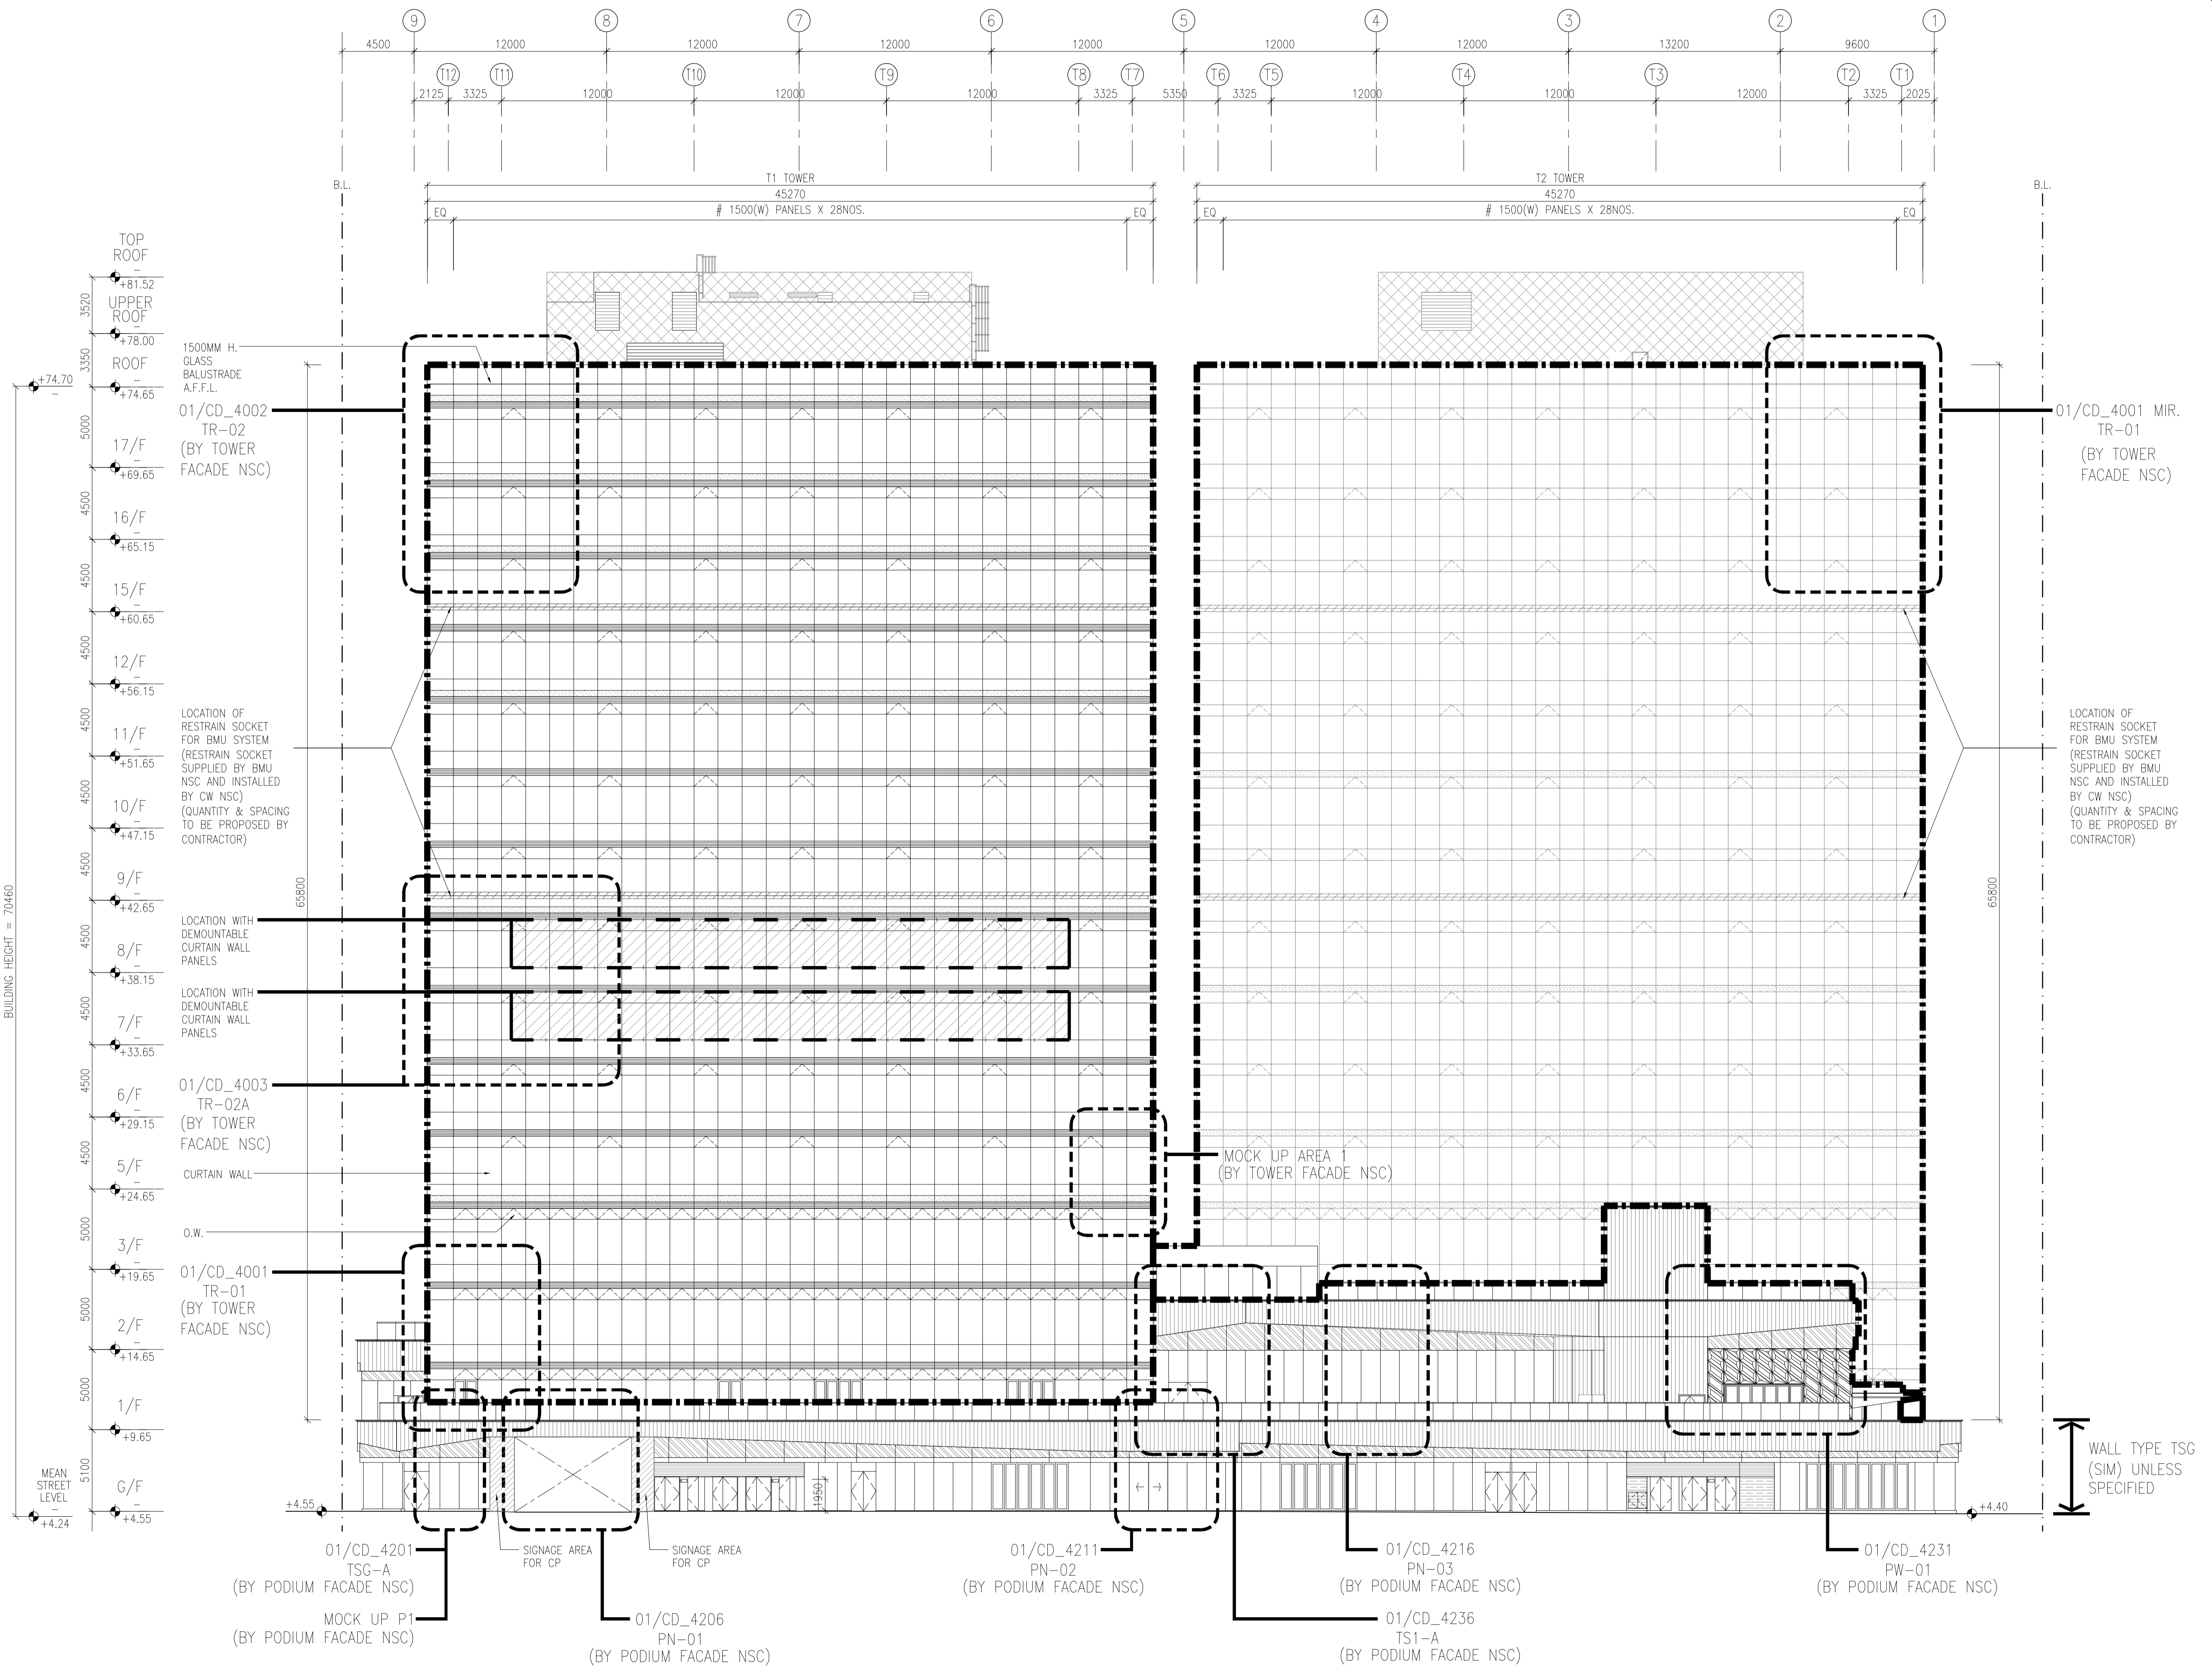 9 8 7 6 5 4 3 2 1
4500 12000 12000 12000 12000 12000 12000 13200 9600
T12 T11 T10 T9 T8 T7 T6 T5 T4 T3 T2 T1
2125 3325 12000 12000 12000 3325 5350 3325 12000 12000 12000 3325 2025
B.L.
T1 TOWER
45270
EQ # 1500(W) PANELS X 28NOS. EQ
T2 TOWER
45270
EQ # 1500(W) PANELS X 28NOS. EQ
B.L.
TOP
ROOF
+81.52
3520
UPPER
ROOF
+78.00
3350
ROOF
+74.65
+74.70
5000
17/F
+69.65
4500
16/F
+65.15
4500
15/F
+60.65
4500
12/F
+56.15
4500
11/F
+51.65
4500
10/F
+47.15
4500
9/F
+42.65
4500
8/F
+38.15
4500
7/F
+33.65
4500
6/F
+29.15
4500
5/F
+24.65
5000
3/F
+19.65
5000
2/F
+14.65
5000
1/F
+9.65
5100
G/F
+4.55
MEAN
STREET
LEVEL
+4.24
BUILDING HEIGHT = 70460
1500MM H.
GLASS
BALUSTRADE
A.F.F.L.
01/CD_4002
TR-02
(BY TOWER
FACADE NSC)
LOCATION OF
RESTRAIN SOCKET
FOR BMU SYSTEM
(RESTRAIN SOCKET
SUPPLIED BY BMU
NSC AND INSTALLED
BY CW NSC)
(QUANTITY & SPACING
TO BE PROPOSED BY
CONTRACTOR)
65800
LOCATION WITH
DEMOUNTABLE
CURTAIN WALL
PANELS
LOCATION WITH
DEMOUNTABLE
CURTAIN WALL
PANELS
01/CD_4003
TR-02A
(BY TOWER
FACADE NSC)
CURTAIN WALL
O.W.
01/CD_4001
TR-01
(BY TOWER
FACADE NSC)
MOCK UP AREA 1
(BY TOWER FACADE NSC)
01/CD_4001 MIR.
TR-01
(BY TOWER
FACADE NSC)
LOCATION OF
RESTRAIN SOCKET
FOR BMU SYSTEM
(RESTRAIN SOCKET
SUPPLIED BY BMU
NSC AND INSTALLED
BY CW NSC)
(QUANTITY & SPACING
TO BE PROPOSED BY
CONTRACTOR)
65800
WALL TYPE TSG
(SIM) UNLESS
SPECIFIED
+4.55
1950
+4.40
01/CD_4201
TSG-A
(BY PODIUM FACADE NSC)
MOCK UP P1
(BY PODIUM FACADE NSC)
SIGNAGE AREA
FOR CP
SIGNAGE AREA
FOR CP
01/CD_4206
PN-01
(BY PODIUM FACADE NSC)
01/CD_4211
PN-02
(BY PODIUM FACADE NSC)
01/CD_4216
PN-03
(BY PODIUM FACADE NSC)
01/CD_4236
TS1-A
(BY PODIUM FACADE NSC)
01/CD_4231
PW-01
(BY PODIUM FACADE NSC)